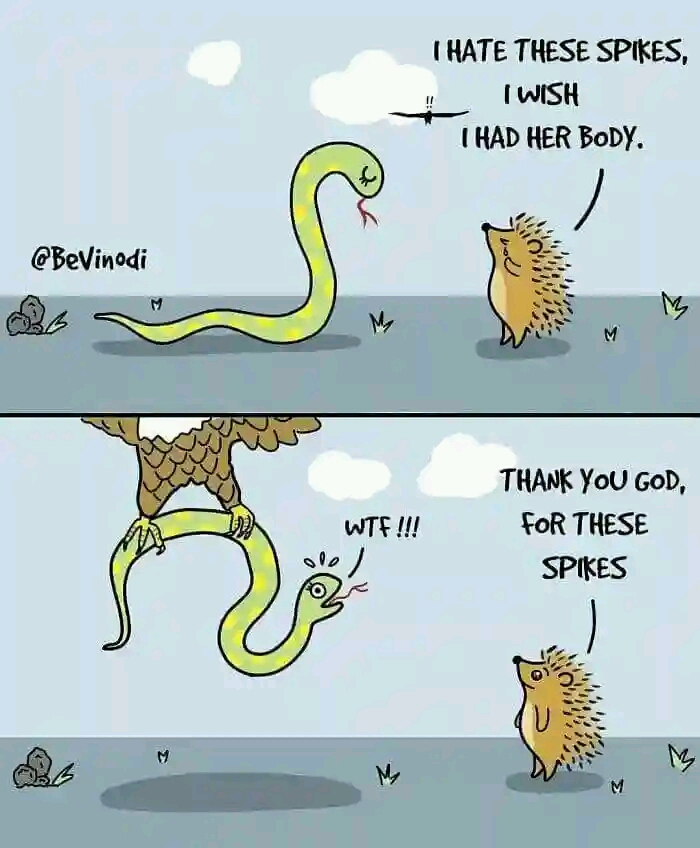 I HATE THESE SPIKES,
I WISH
!!
I HAD HER BODY.
@BeVinodi
THANK YOU GOD,
FOR THESE
SPIKES
WTF !!!